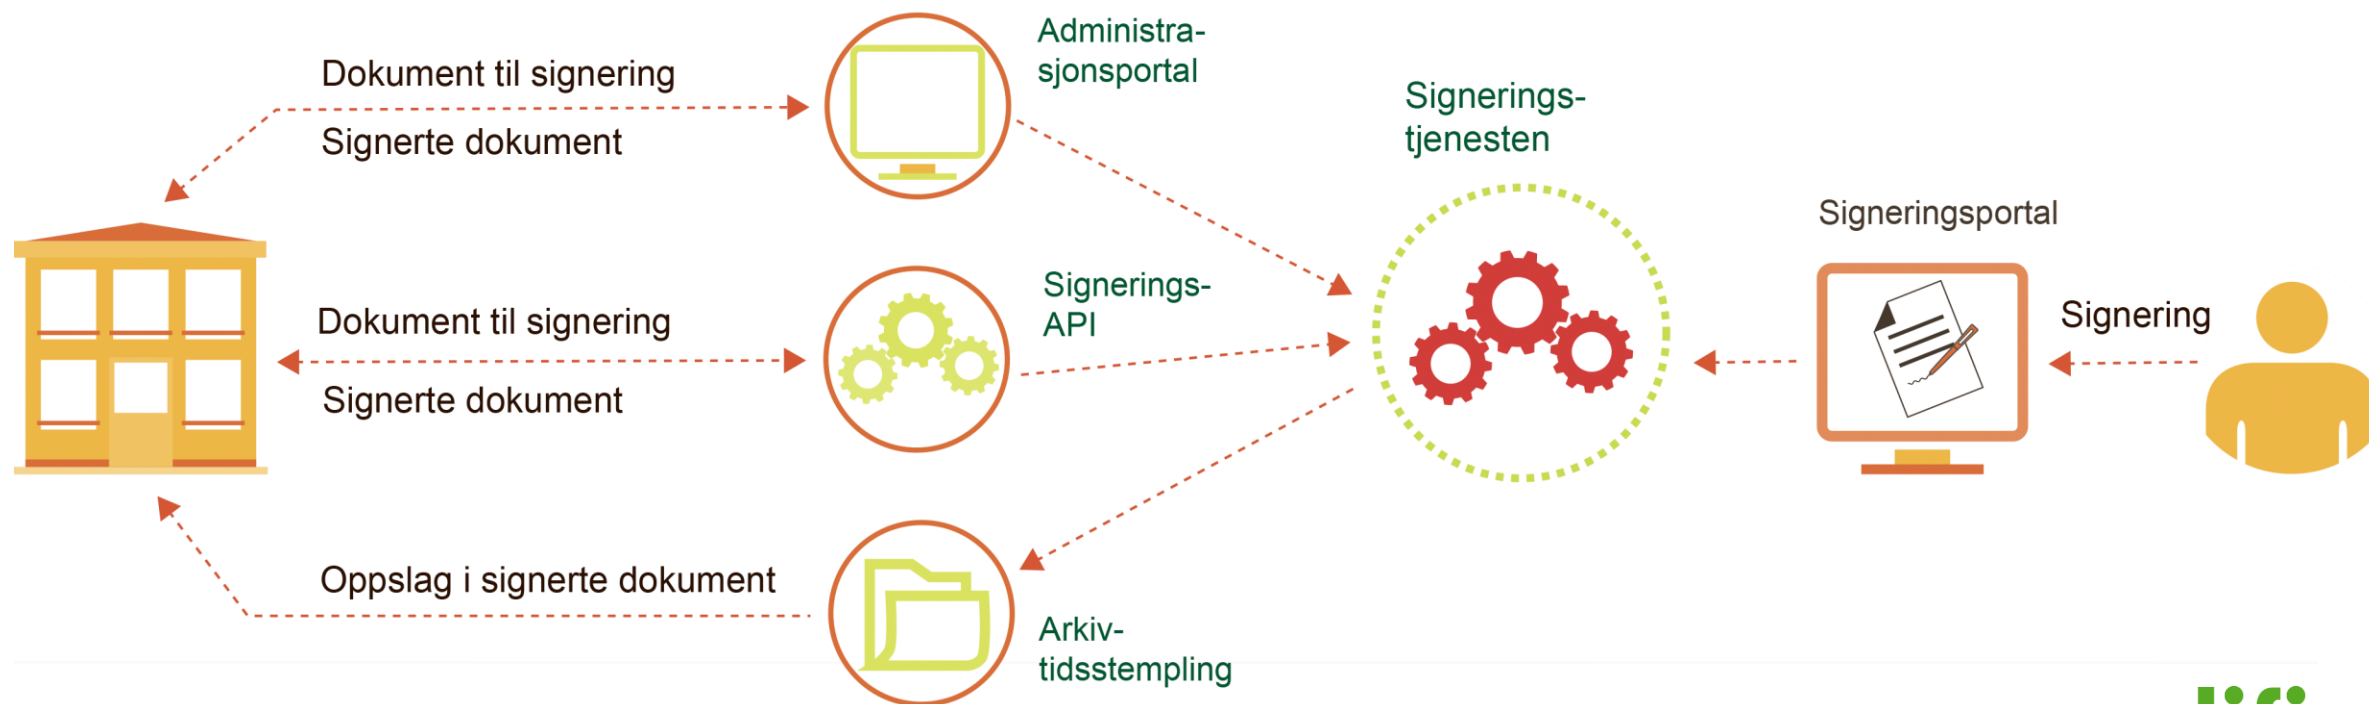 Administra-
sjonsportal
Dokument til signering
Signerte dokument
Signerings-
tjenesten
Signeringsportal
Signerings-
API
Dokument til signering
Signerte dokument
Signering
Oppslag i signerte dokument
Arkiv-
tidsstempling